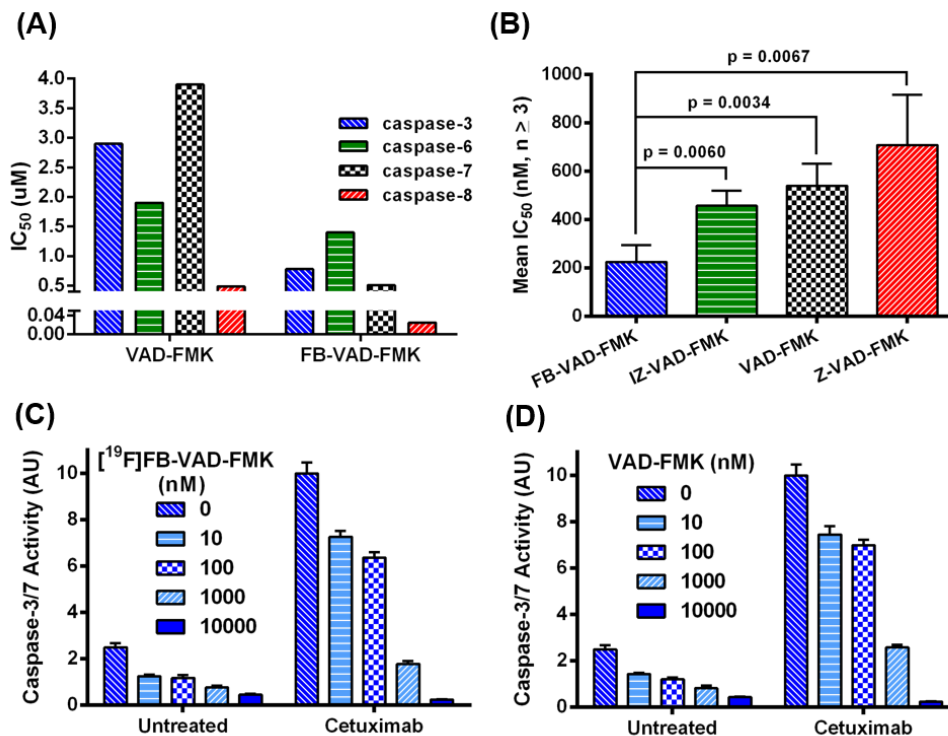 (A)
IC50 (uM)
4.0
3.5
3.0
2.5
2.0
1.5
1.0
0.5
0.04
0.00
caspase-3
caspase-6
caspase-7
caspase-8
VAD-FMK
FB-VAD-FMK
(B)
Mean IC50 (nM, n ≥ 3)
1000
800
600
400
200
0
p = 0.0067
p = 0.0034
p = 0.0060
FB-VAD-FMK
IZ-VAD-FMK
VAD-FMK
Z-VAD-FMK
(C)
Caspase-3/7 Activity (AU)
10
8
6
4
2
0
[19F]FB-VAD-FMK
(nM)
0
10
100
1000
10000
Untreated
Cetuximab
(D)
Caspase-3/7 Activity (AU)
10
8
6
4
2
0
VAD-FMK (nM)
0
10
100
1000
10000
Untreated
Cetuximab